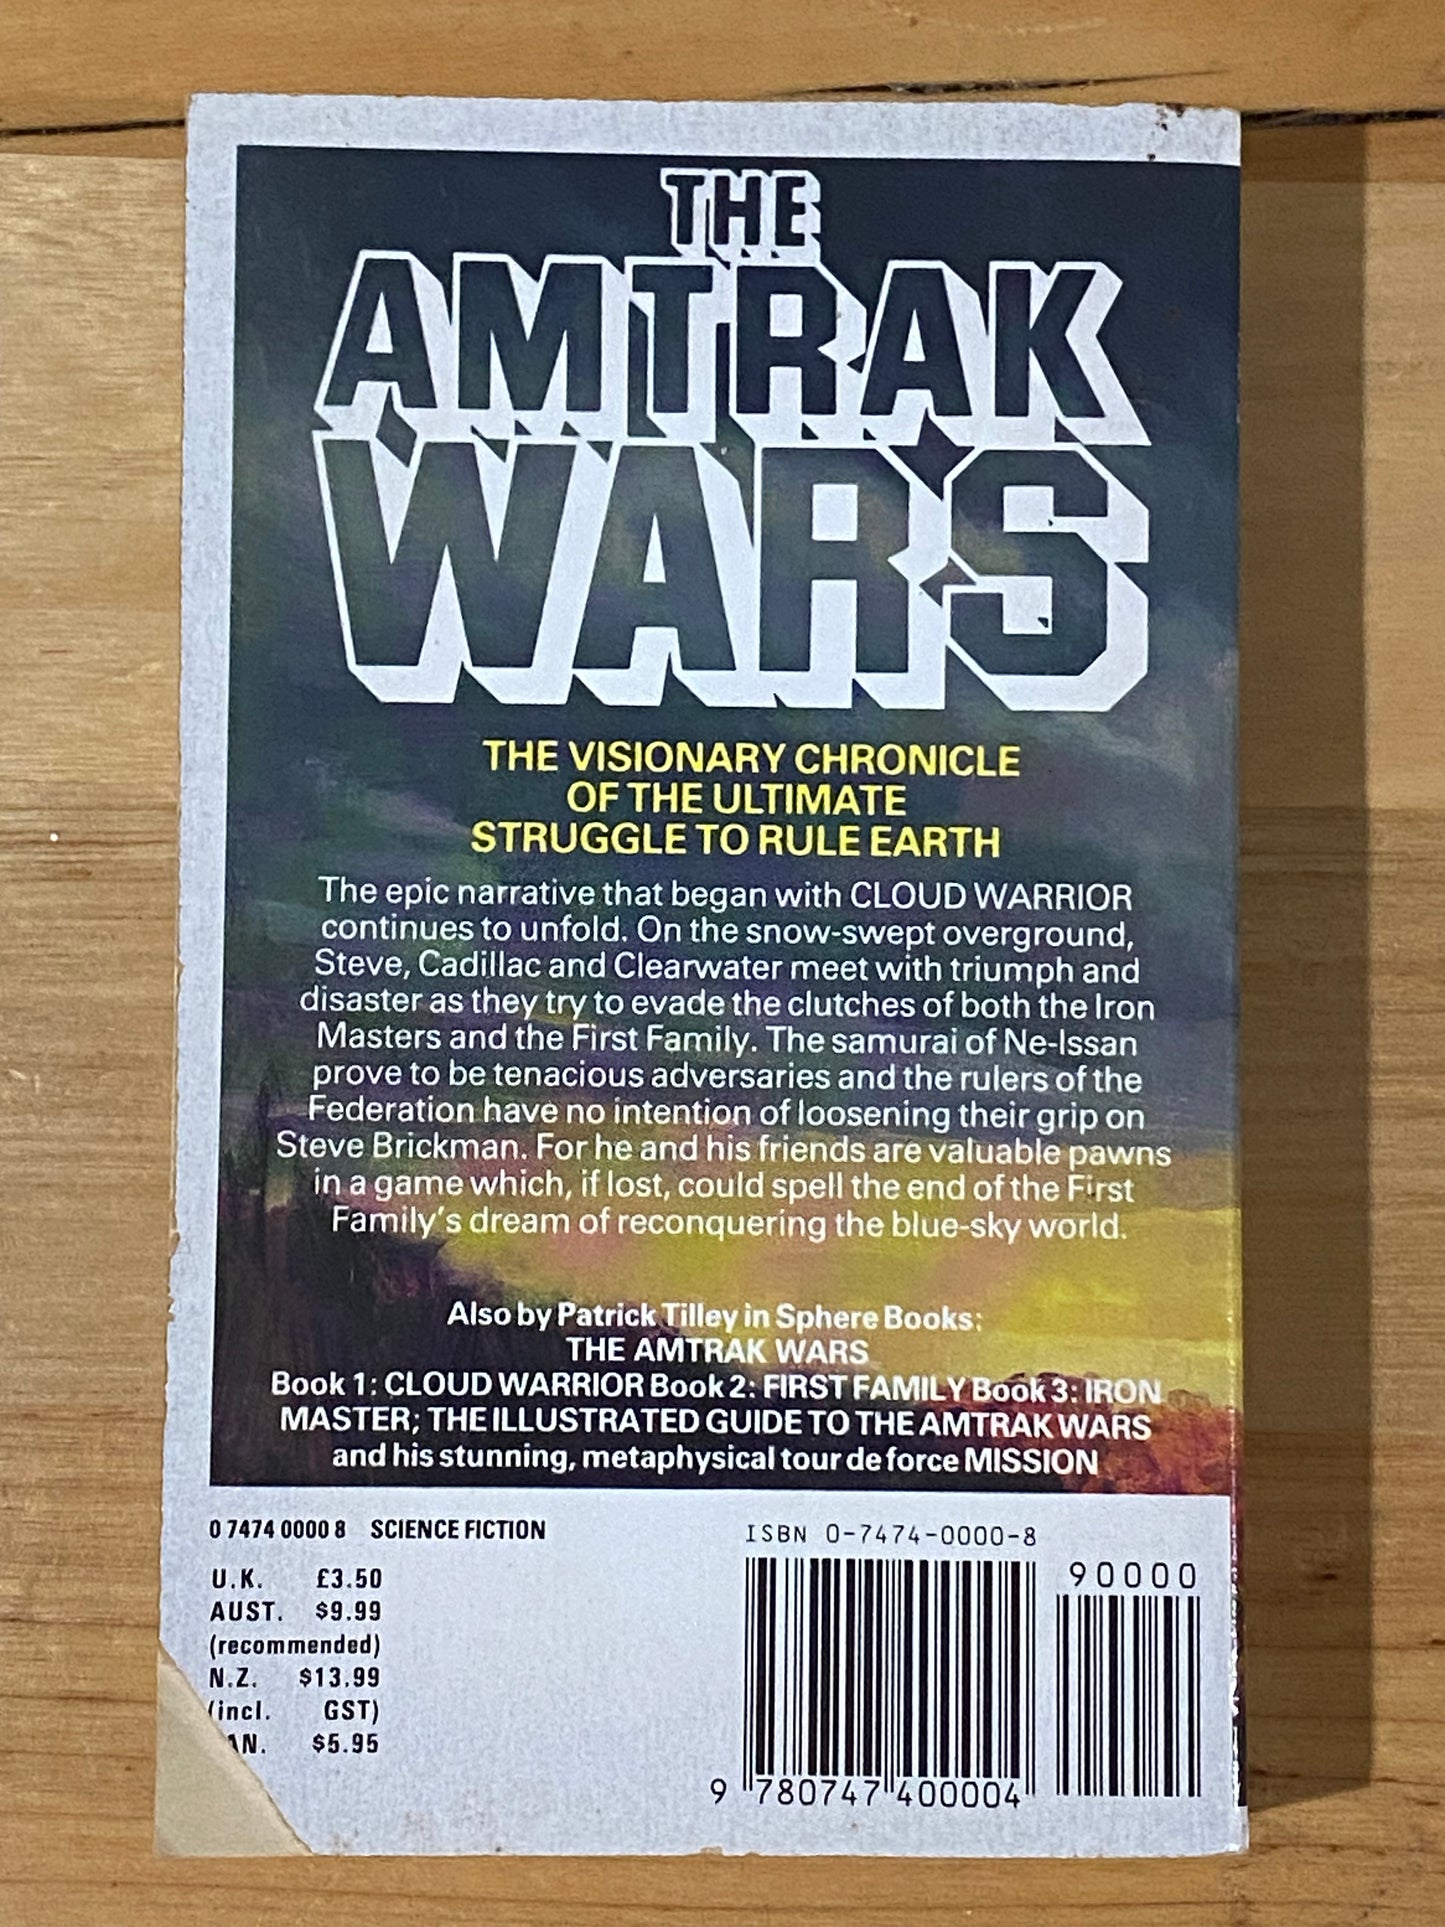 THE
AMTRAK
WARS
THE VISIONARY CHRONICLE
OF THE ULTIMATE
STRUGGLE TO RULE EARTH
The epic narrative that began with CLOUD WARRIOR
continues to unfold. On the snow-swept overground,
Steve, Cadillac and Clearwater meet with triumph and
disaster as they try to evade the clutches of both the Iron
Masters and the First Family. The samurai of Ne-Issan
prove to be tenacious adversaries and the rulers of the
Federation have no intention of loosening their grip on
Steve Brickman. For he and his friends are valuable pawns
in a game which, if lost, could spell the end of the First
Family's dream of reconquering the blue-sky world.
Also by Patrick Tilley in Sphere Books:
THE AMTRAK WARS
Book 1: CLOUD WARRIOR Book 2: FIRST FAMILY Book 3: IRON
MASTER; THE ILLUSTRATED GUIDE TO THE AMTRAK WARS
and his stunning, metaphysical tour de force MISSION
0 7474 0000 8 SCIENCE FICTION
U.K. £3.50
AUST. $9.99
(recommended)
N.Z. $13.99
(incl. GST)
AN. $5.95
ISBN 0-7474-0000-8
90000
9 780747 400004